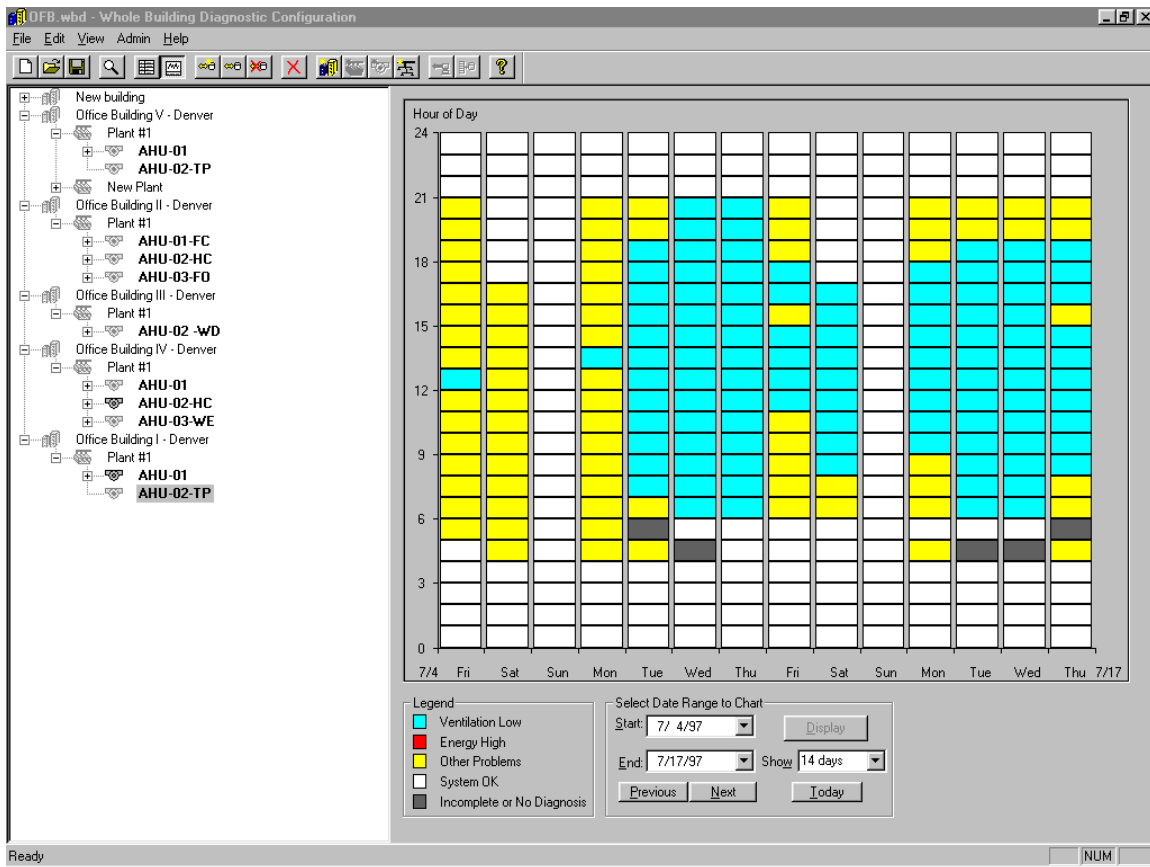 OFB.wbd - Whole Building Diagnostic Configuration
File Edit View Admin Help
New building
Office Building V - Denver
Plant #1
AHU-01
AHU-02-TP
New Plant
Office Building II - Denver
Plant #1
AHU-01-FC
AHU-02-HC
AHU-03-FO
Office Building III - Denver
Plant #1
AHU-02 -WD
Office Building IV - Denver
Plant #1
AHU-01
AHU-02-HC
AHU-03-WE
Office Building I - Denver
Plant #1
AHU-01
AHU-02-TP
Hour of Day
24
21
18
15
12
9
6
3
0
7/4 Fri Sat Sun Mon Tue Wed Thu Fri Sat Sun Mon Tue Wed Thu 7/17
Legend
Ventilation Low
Energy High
Other Problems
System OK
Incomplete or No Diagnosis
Select Date Range to Chart
Start: 7/ 4/97 Display
End: 7/17/97 Show 14 days
Previous Next Today
Ready NUM